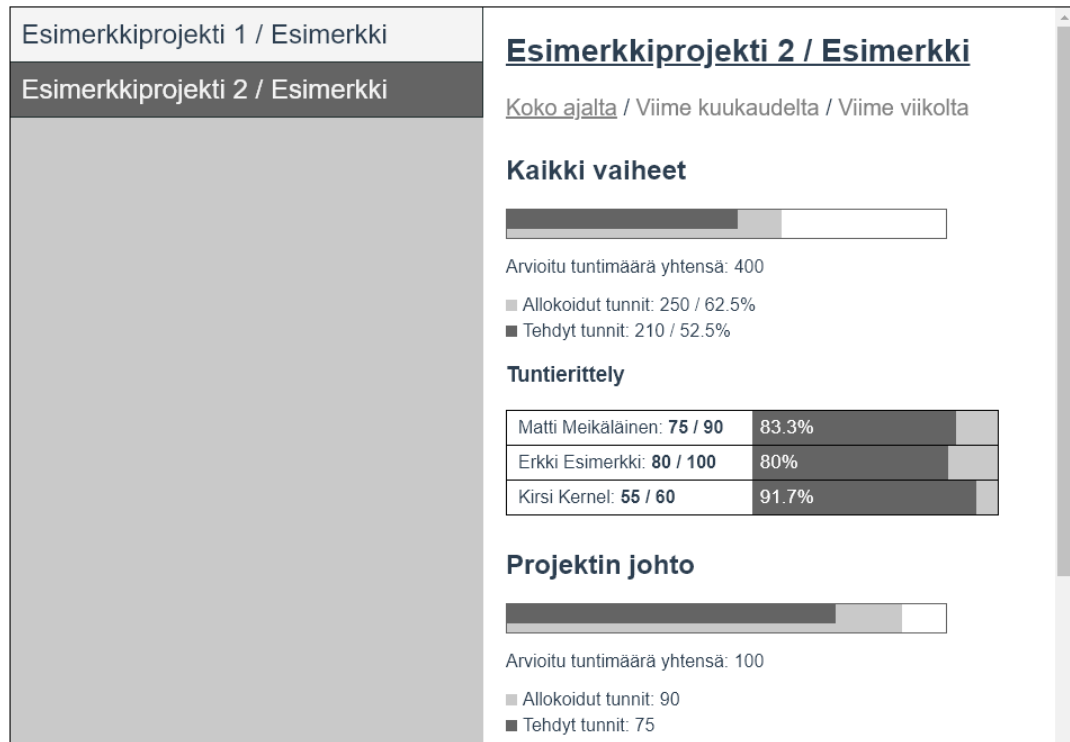 Esimerkkiprojekti 1 / Esimerkki
Esimerkkiprojekti 2 / Esimerkki
Esimerkkiprojekti 2 / Esimerkki
Koko ajalta / Viime kuukaudelta / Viime viikolta
Kaikki vaiheet
Arvioitu tuntimäärä yhtensä: 400
Allokoidut tunnit: 250 / 62.5%
Tehdyt tunnit: 210 / 52.5%
Tuntierittely
Matti Meikäläinen: 75 / 90 83.3%
Erkki Esimerkki: 80 / 100 80%
Kirsi Kernel: 55 / 60 91.7%
Projektin johto
Arvioitu tuntimäärä yhtensä: 100
Allokoidut tunnit: 90
Tehdyt tunnit: 75